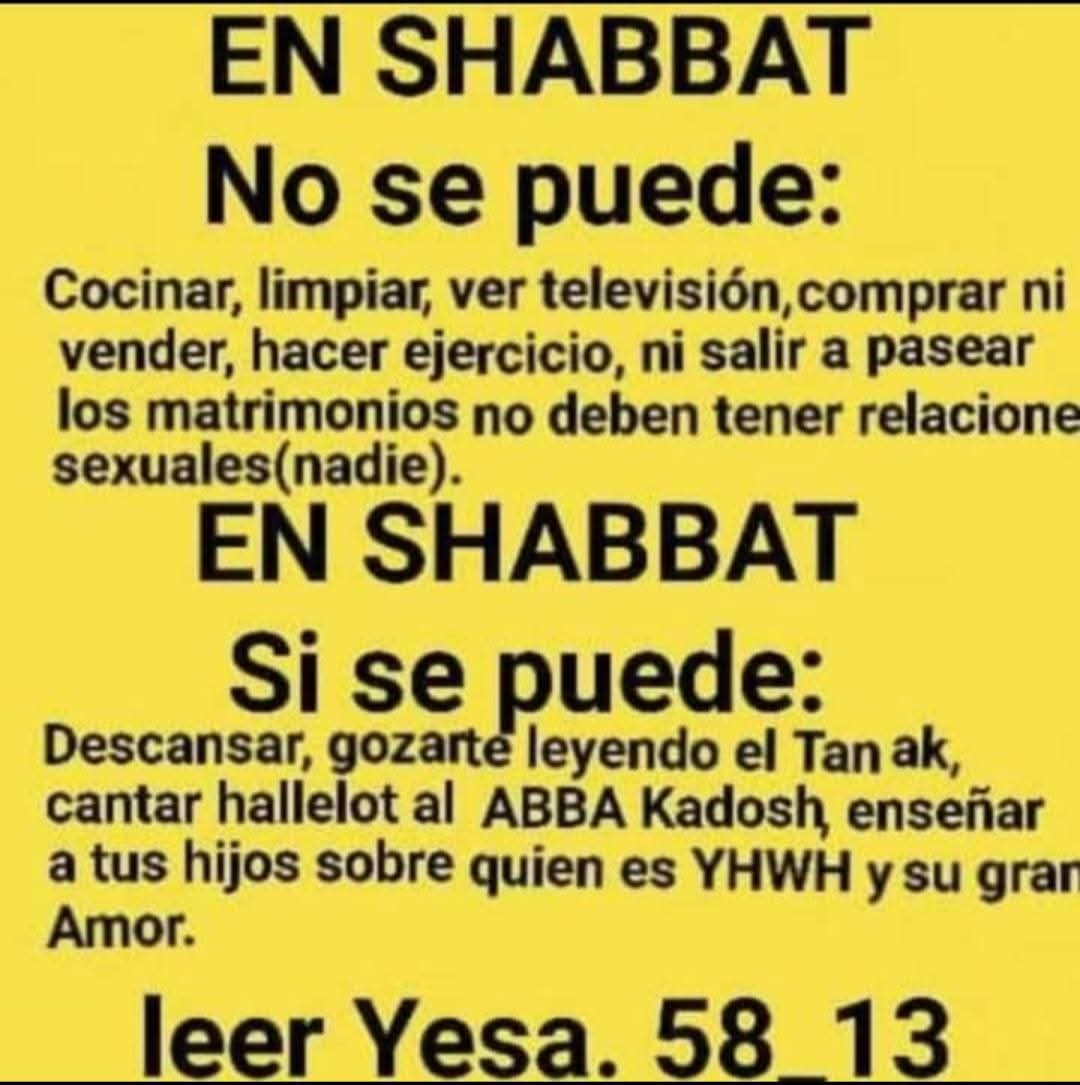 EN SHABBAT
No se puede:
Cocinar, limpiar, ver televisión,comprar ni
vender, hacer ejercicio, ni salir a pasear
los matrimonios no deben tener relacione
sexuales(nadie).
EN SHABBAT
Si se puede:
Descansar, gozarte leyendo el Tan ak,
cantar hallelot al ABBA Kadosh, enseñar
a tus hijos sobre quien es YHWH y su gran
Amor.
leer Yesa. 58_13